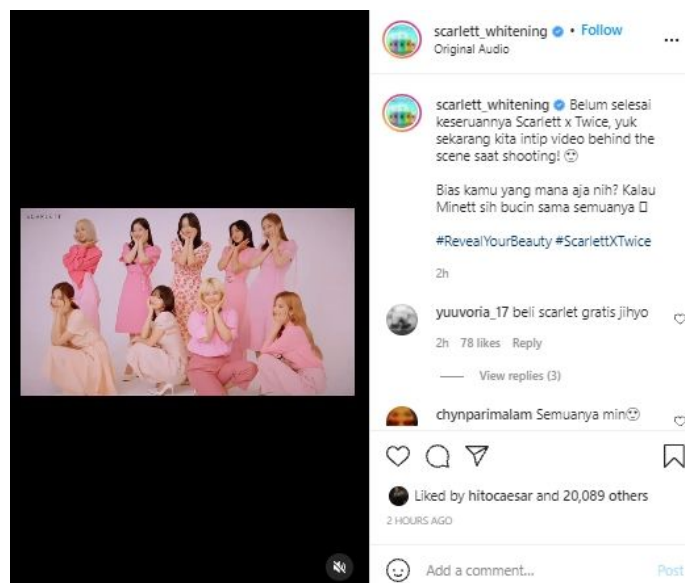 SCARLETT
scarlett_whitening • Follow
Original Audio
scarlett_whitening Belum selesai
keseruannya Scarlett x Twice, yuk
sekarang kita intip video behind the
scene saat shooting!
Bias kamu yang mana aja nih? Kalau
Minett sih bucin sama semuanya
#RevealYourBeauty #ScarlettXTwice
2h
yuuvoria_17 beli scarlet gratis jihyo
2h 78 likes Reply
View replies (3)
chynparimalam Semuanya min
Liked by hitocaesar and 20,089 others
2 HOURS AGO
Add a comment... Post